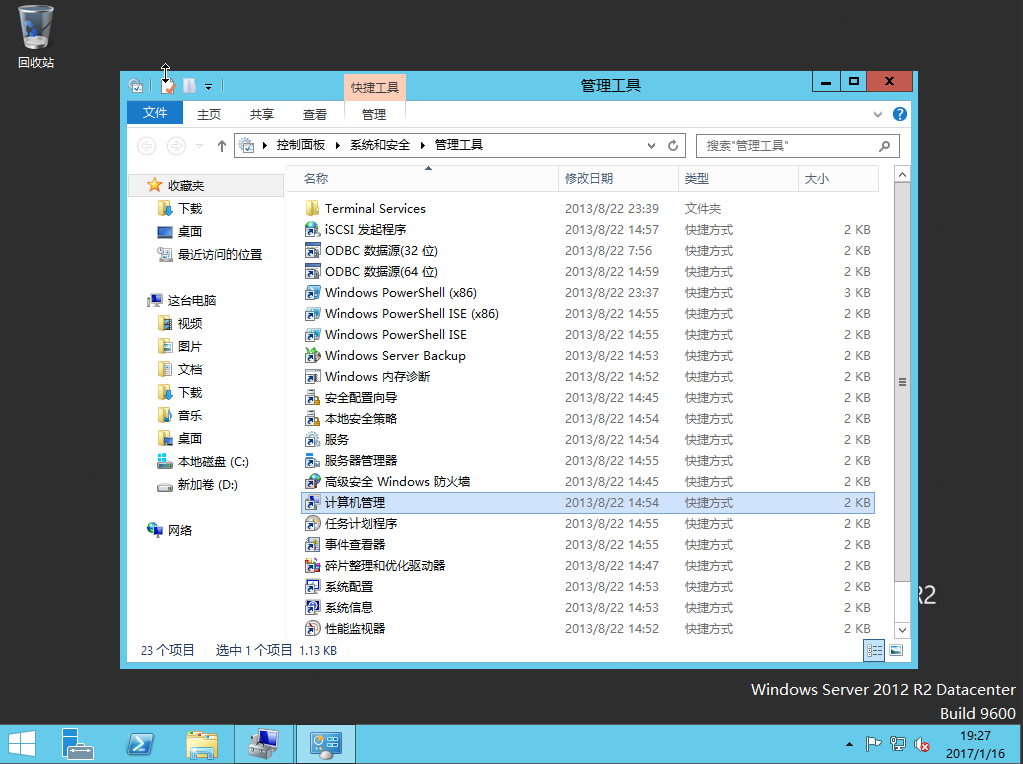 回收站
快捷工具
管理工具
文件
主页
共享
查看
管理
控制面板
系统和安全
管理工具
搜索"管理工具"
收藏夹
下载
桌面
最近访问的位置
这台电脑
视频
图片
文档
下载
音乐
桌面
本地磁盘 (C:)
新加卷 (D:)
网络
名称 修改日期 类型 大小
Terminal Services 2013/8/22 23:39 文件夹
iSCSI 发起程序 2013/8/22 14:57 快捷方式 2 KB
ODBC 数据源(32 位) 2013/8/22 7:56 快捷方式 2 KB
ODBC 数据源(64 位) 2013/8/22 14:59 快捷方式 2 KB
Windows PowerShell (x86) 2013/8/22 23:37 快捷方式 3 KB
Windows PowerShell ISE (x86) 2013/8/22 14:55 快捷方式 2 KB
Windows PowerShell ISE 2013/8/22 14:55 快捷方式 2 KB
Windows Server Backup 2013/8/22 14:53 快捷方式 2 KB
Windows 内存诊断 2013/8/22 14:52 快捷方式 2 KB
安全配置向导 2013/8/22 14:45 快捷方式 2 KB
本地安全策略 2013/8/22 14:54 快捷方式 2 KB
服务 2013/8/22 14:54 快捷方式 2 KB
服务器管理器 2013/8/22 14:55 快捷方式 2 KB
高级安全 Windows 防火墙 2013/8/22 14:45 快捷方式 2 KB
计算机管理 2013/8/22 14:54 快捷方式 2 KB
任务计划程序 2013/8/22 14:55 快捷方式 2 KB
事件查看器 2013/8/22 14:55 快捷方式 2 KB
碎片整理和优化驱动器 2013/8/22 14:47 快捷方式 2 KB
系统配置 2013/8/22 14:53 快捷方式 2 KB
系统信息 2013/8/22 14:53 快捷方式 2 KB
性能监视器 2013/8/22 14:52 快捷方式 2 KB
R2
23 个项目 选中 1 个项目 1.13 KB
Windows Server 2012 R2 Datacenter
Build 9600
19:27
2017/1/16